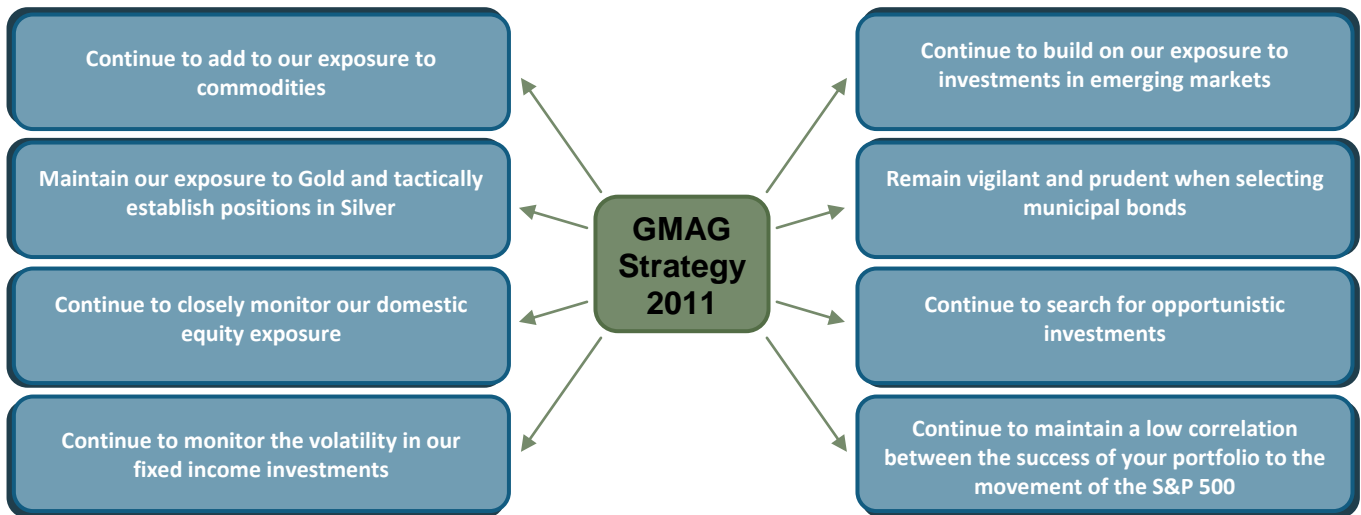 Continue to add to our exposure to
commodities
Maintain our exposure to Gold and tactically
establish positions in Silver
Continue to closely monitor our domestic
equity exposure
Continue to monitor the volatility in our
fixed income investments
GMAG
Strategy
2011
Continue to build on our exposure to
investments in emerging markets
Remain vigilant and prudent when selecting
municipal bonds
Continue to search for opportunistic
investments
Continue to maintain a low correlation
between the success of your portfolio to the
movement of the S&P 500